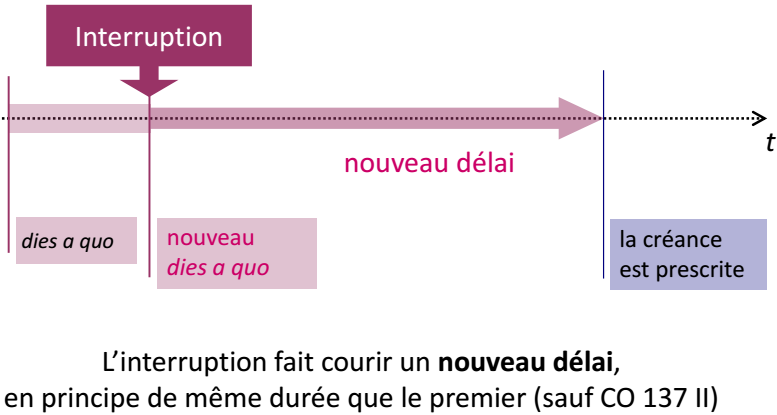 Interruption
t
nouveau délai
dies a quo
nouveau
dies a quo
la créance
est prescrite
L’interruption fait courir un nouveau délai,
en principe de même durée que le premier (sauf CO 137 II)